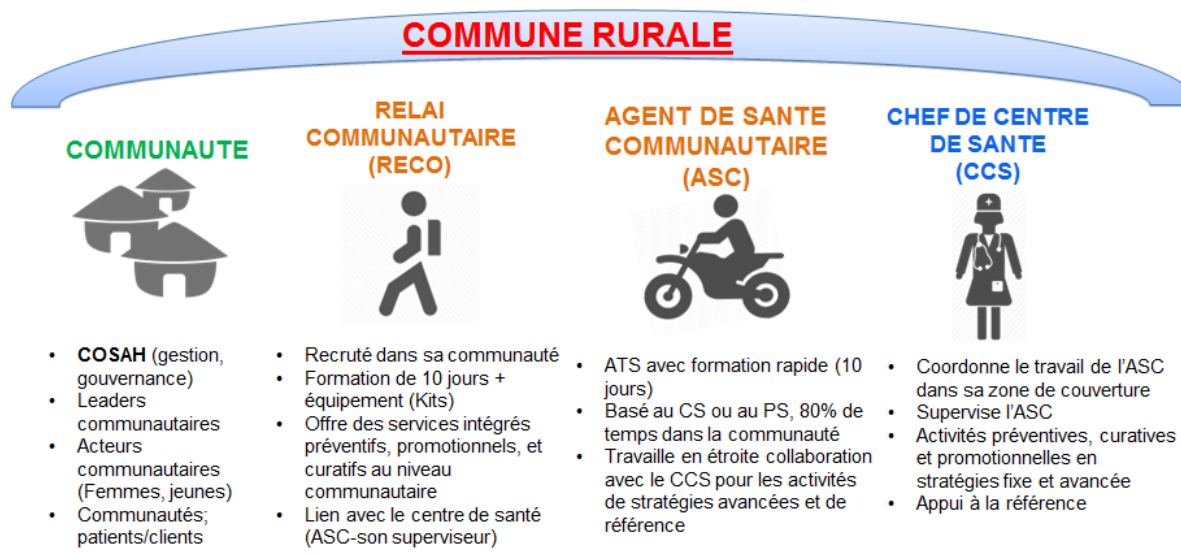 COMMUNE RURALE
COMMUNAUTE
• COSAH (gestion,
gouvernance)
• Leaders
communautaires
• Acteurs
communautaires
(Femmes, jeunes)
• Communautés;
patients/clients
RELAI
COMMUNAUTAIRE
(RECO)
• Recruté dans sa communauté
• Formation de 10 jours +
équipement (Kits)
• Offre des services intégrés
préventifs, promotionnels, et
curatifs au niveau
communautaire
• Lien avec le centre de santé
(ASC-son superviseur)
AGENT DE SANTE
COMMUNAUTAIRE
(ASC)
• ATS avec formation rapide (10
jours)
• Basé au CS ou au PS, 80% de
temps dans la communauté
• Travaille en étroite collaboration
avec le CCS pour les activités
de stratégies avancées et de
référence
CHEF DE CENTRE
DE SANTE
(CCS)
• Coordonne le travail de l'ASC
dans sa zone de couverture
• Supervise l'ASC
• Activités préventives, curatives
et promotionnelles en
stratégies fixe et avancée
• Appui à la référence